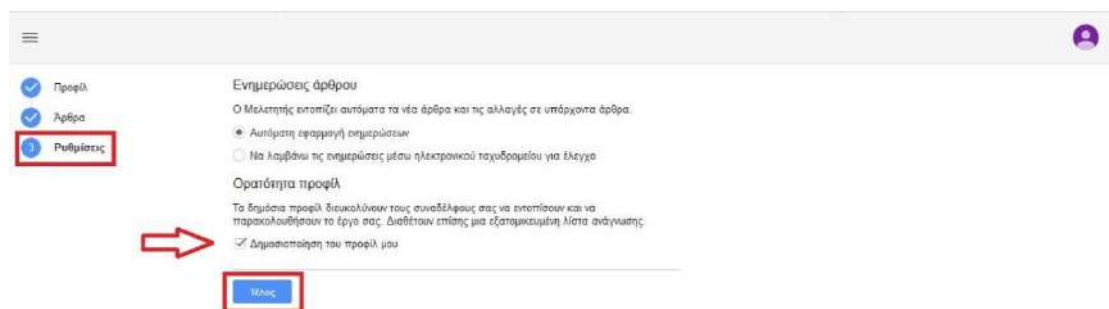 Προφίλ
Άρθρα
3 Ρυθμίσεις
Ενημερώσεις άρθρου
Ο Μελετητής εντοπίζει αυτόματα τα νέα άρθρα και τις αλλαγές σε υπάρχοντα άρθρα.
Αυτόματη εφαρμογή ενημερώσεων
Να λαμβάνω τις ενημερώσεις μέσω ηλεκτρονικού ταχυδρομείου για έλεγχο
Ορατότητα προφίλ
Τα δημόσια προφίλ διευκολύνουν τους συναδέλφους σας να εντοπίσουν και να
παρακολουθήσουν το έργο σας. Διαθέτουν επίσης μια εξατομικευμένη λίστα ανάγνωσης.
Δημοσιοποίηση του προφίλ μου
Τέλος